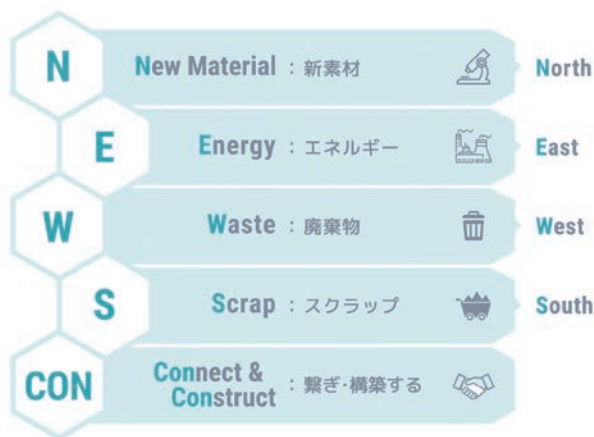 N New Material : 新素材 North
E Energy : エネルギー East
W Waste : 廃棄物 West
S Scrap : スクラップ South
CON Connect & Construct : 繋ぎ・構築する